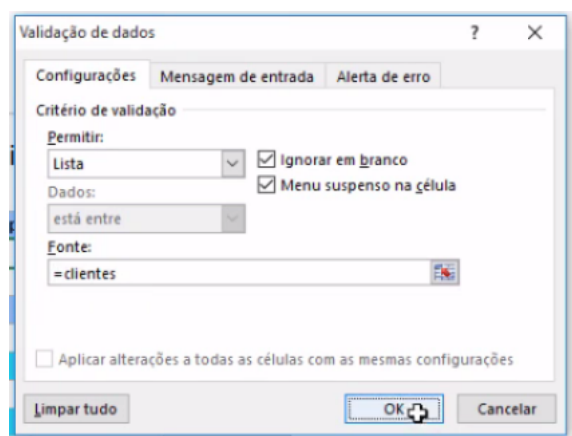 Validação de dados ?
Configurações Mensagem de entrada Alerta de erro
Critério de validação
Permitir:
Lista
Ignorar em branco
Menu suspenso na célula
Dados:
está entre
Fonte:
=clientes
Aplicar alterações a todas as células com as mesmas configurações
Limpar tudo OK Cancelar